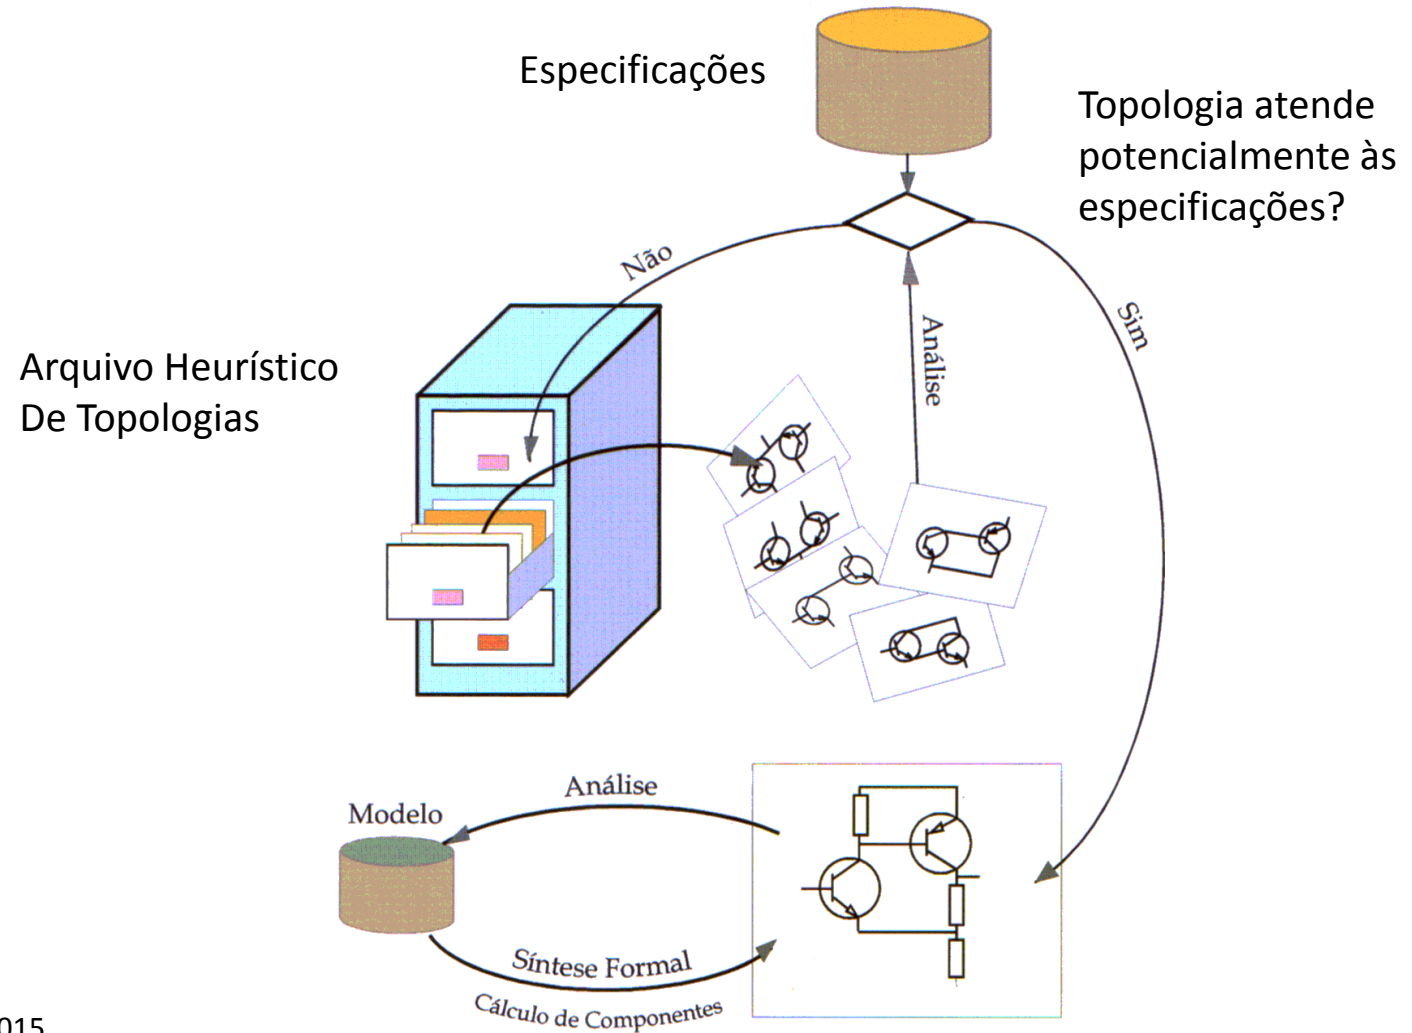 Especificações
Topologia atende
potencialmente às
especificações?
Não
Sim
Análise
Arquivo Heurístico
De Topologias
Análise
Modelo
Síntese Formal
Cálculo de Componentes
015